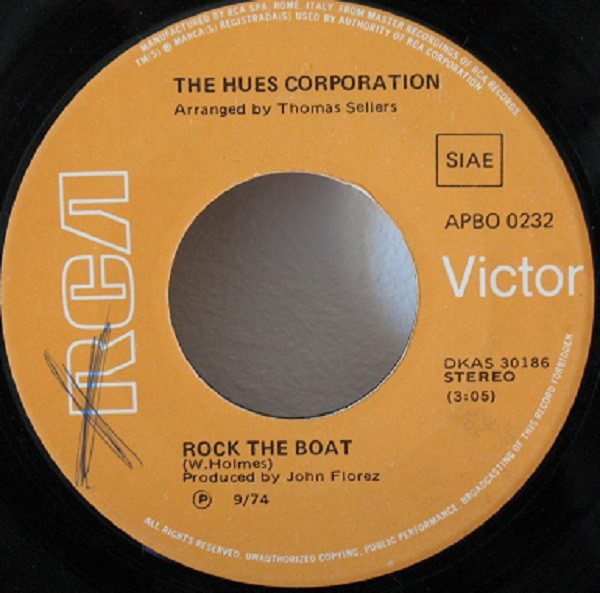 MANUFACTURED BY RCA SPA. ROME. ITALY FROM MASTER RECORDINGS OF RCA RECORDS
TM(S) ® MARCA(S) REGISTRADA(S) USED BY AUTHORITY OF RCA CORPORATION
THE HUES CORPORATION
Arranged by Thomas Sellers
SIAE
APBO 0232
RCA
Victor
DKAS 30186
STEREO
(3:05)
ROCK THE BOAT
(W.Holmes)
Produced by John Florez
Ⓟ 9/74
ALL RIGHTS RESERVED. UNAUTHORIZED COPYING, PUBLIC PERFORMANCE, BROADCASTING OF THIS RECORD FORBIDDEN.